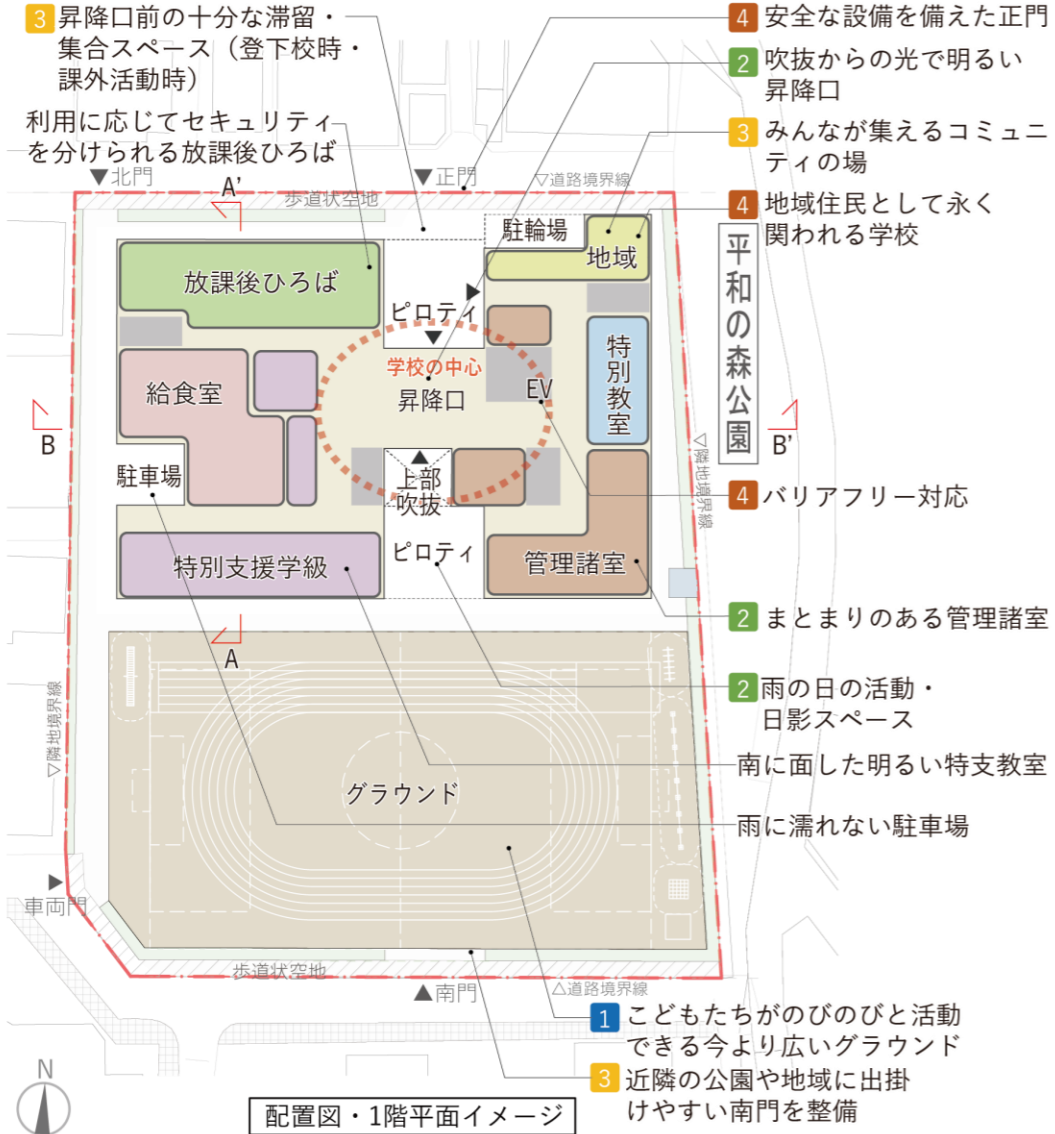 3 昇降口前の十分な滞留・
集合スペース（登下校時・
課外活動時）
利用に応じてセキュリティ
を分けられる放課後ひろば
4 安全な設備を備えた正門
2 吹抜からの光で明るい
昇降口
3 みんなが集えるコミュニ
ティの場
4 地域住民として永く
関われる学校
▼北門
A'
▼正門
▽道路境界線
歩道状空地
駐輪場
地域
放課後ひろば
ピロティ
平和の森公園
学校の中心
昇降口
EV
特別教室
給食室
B
B'
▽隣地境界線
駐車場
上部
吹抜
4 バリアフリー対応
特別支援学級
ピロティ
管理諸室
2 まとまりのある管理諸室
A
2 雨の日の活動・
日影スペース
▽隣地境界線
南に面した明るい特支教室
グラウンド
雨に濡れない駐車場
車両門
歩道状空地
▲南門
△道路境界線
1 こどもたちがのびのびと活動
できる今より広いグラウンド
3 近隣の公園や地域に出掛
けやすい南門を整備
N
配置図・1階平面イメージ